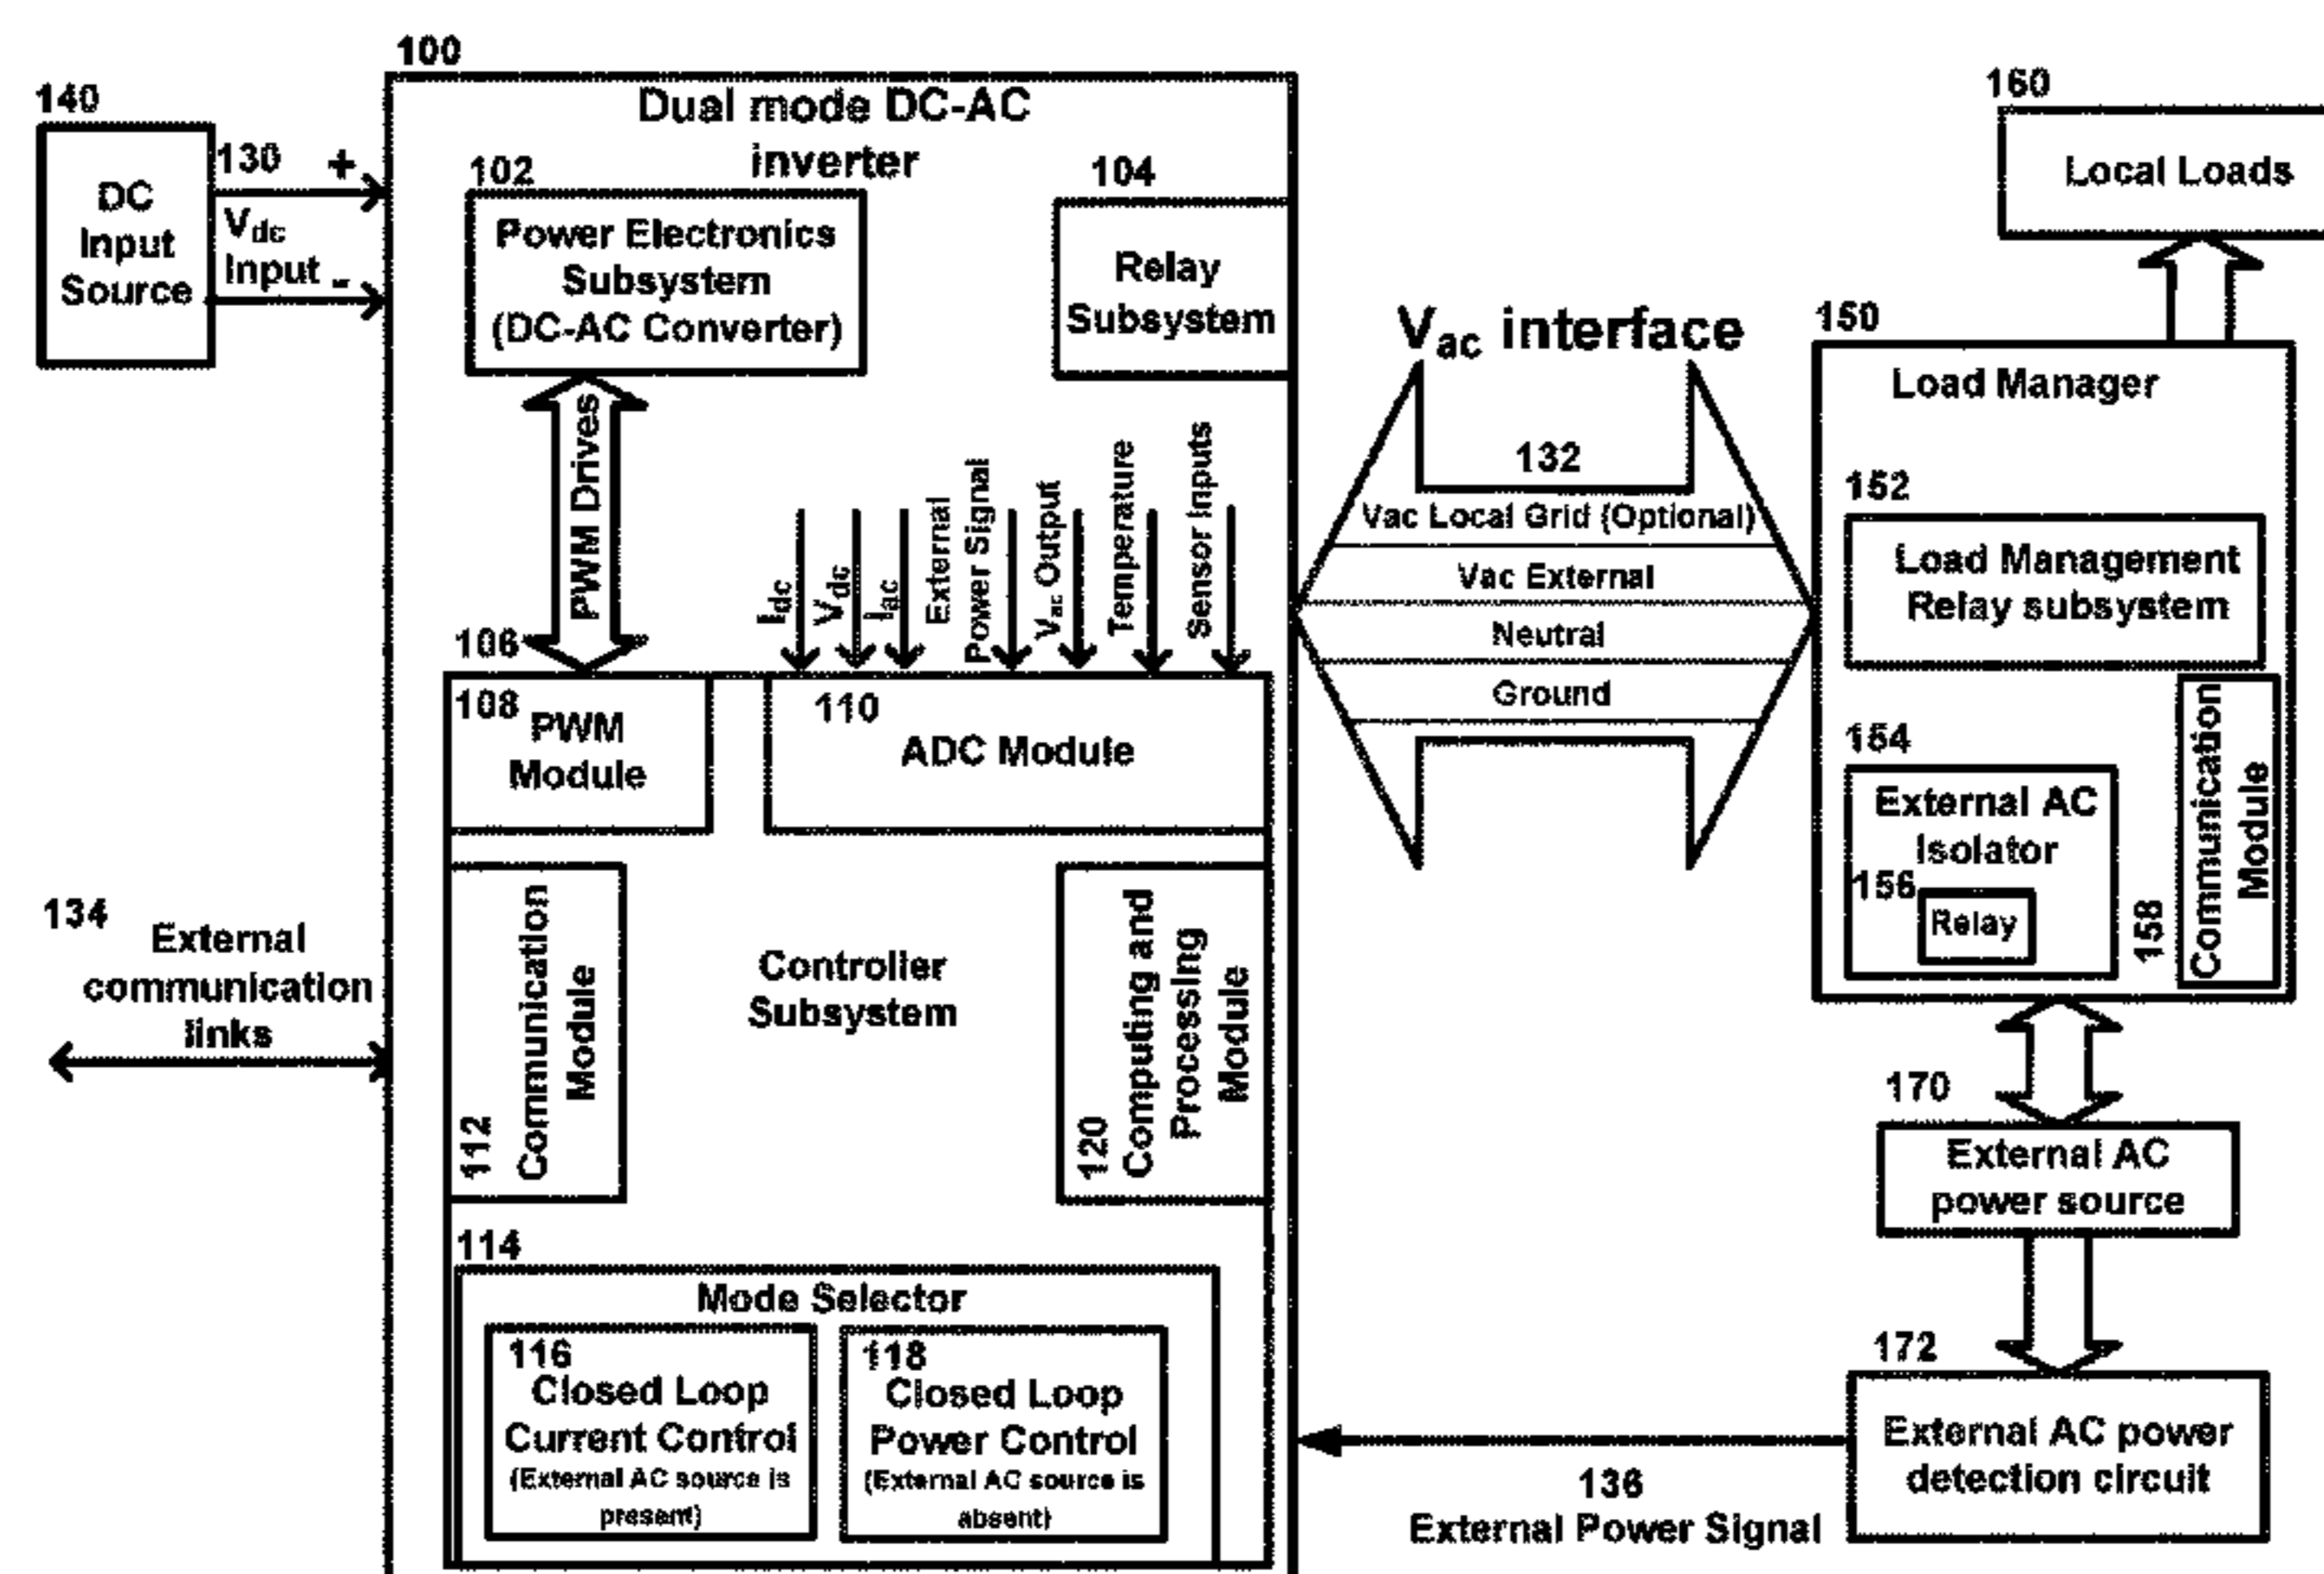 100
Dual mode DC-AC
inverter
140
DC
Input
Source
130 +
Vdc
Input -
102
Power Electronics
Subsystem
(DC-AC Converter)
104
Relay
Subsystem
PWM Drives
Idc
Vdc
Iac
External
Power Signal
Vac Output
Temperature
Sensor Inputs
106
108
PWM
Module
110
ADC Module
112
Communication
Module
Controller
Subsystem
120
Computing and
Processing
Module
134
External
communication
links
114
Mode Selector
116
Closed Loop
Current Control
(External AC source is
present)
118
Closed Loop
Power Control
(External AC source is
absent)
Vac interface
132
Vac Local Grid (Optional)
Vac External
Neutral
Ground
160
Local Loads
150
Load Manager
152
Load Management
Relay subsystem
154
External AC
Isolator
156
Relay
158
Communication
Module
170
External AC
power source
172
External AC power
detection circuit
136
External Power Signal